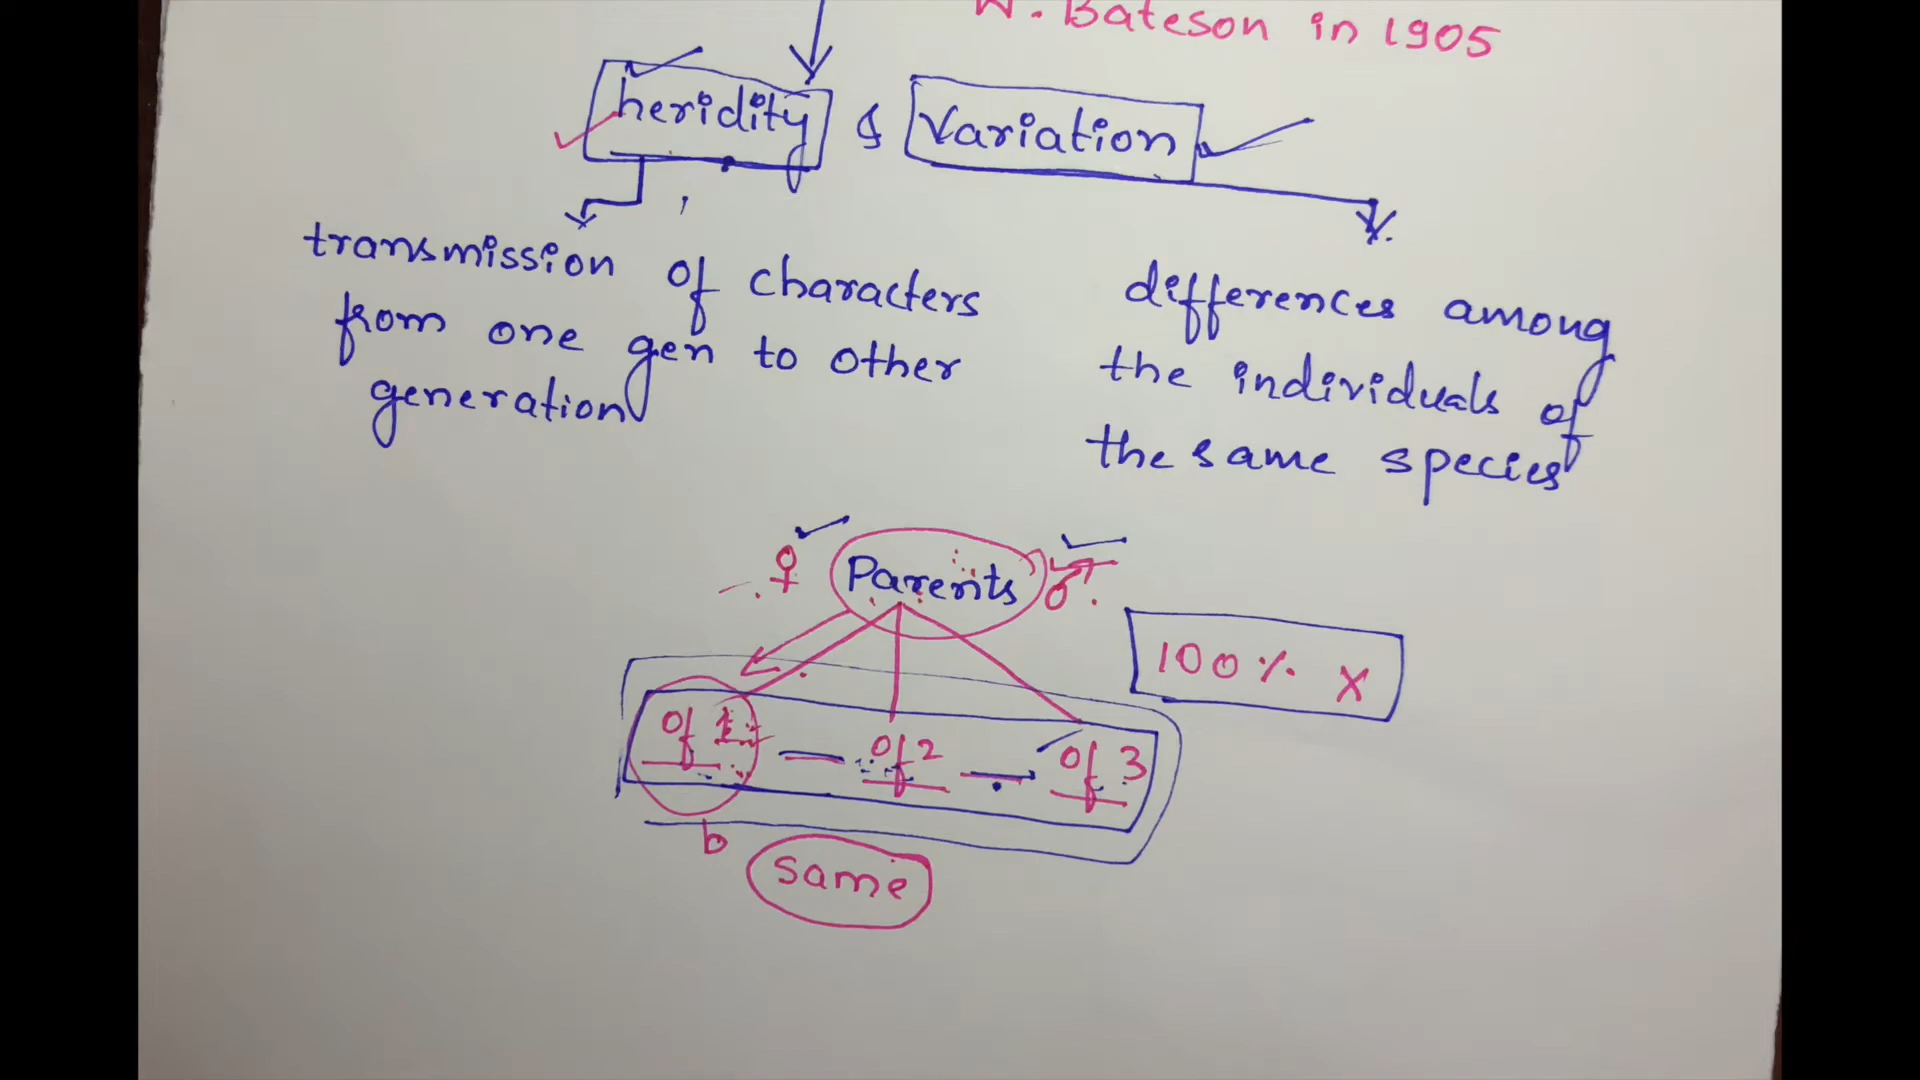 W. Bateson in 1905
heridity & Variation
transmission of characters
from one gen to other
generation
differences among
the individuals of
the same species
♀ Parents ♂
100% X
of 1 — of 2 — of 3
b
same